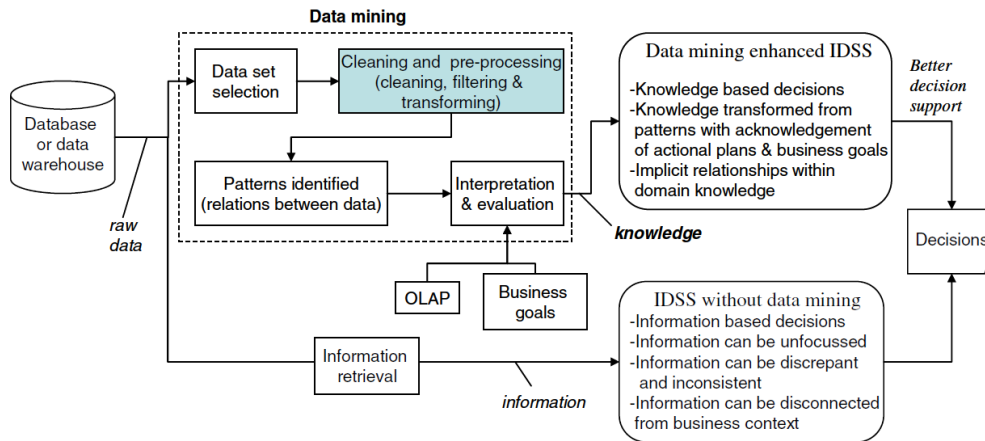 Data mining
Database
or data
warehouse
raw
data
Data set
selection
Cleaning and pre-processing
(cleaning, filtering &
transforming)
Patterns identified
(relations between data)
Interpretation
& evaluation
knowledge
OLAP
Business
goals
Information
retrieval
information
Data mining enhanced IDSS
-Knowledge based decisions
-Knowledge transformed from
patterns with acknowledgement
of actional plans & business goals
-Implicit relationships within
domain knowledge
Better
decision
support
IDSS without data mining
-Information based decisions
-Information can be unfocussed
-Information can be discrepant
and inconsistent
-Information can be disconnected
from business context
Decisions